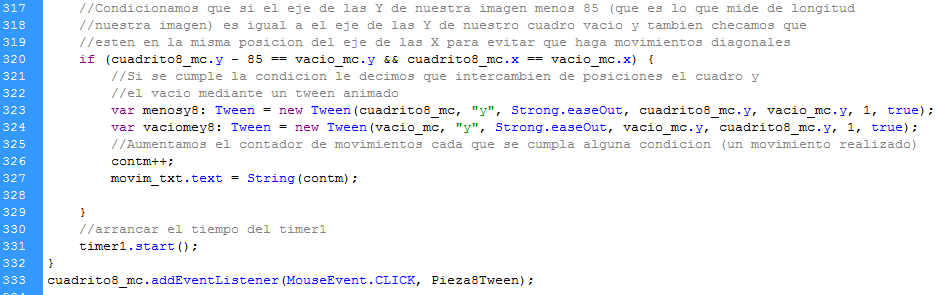 317 //Condicionamos que si el eje de las Y de nuestra imagen menos 85 (que es lo que mide de longitud
318 //nuestra imagen) es igual a el eje de las Y de nuestro cuadro vacio y tambien checamos que
319 //esten en la misma posicion del eje de las X para evitar que haga movimientos diagonales
320 if (cuadrito8_mc.y - 85 == vacio_mc.y && cuadrito8_mc.x == vacio_mc.x) {
321 //Si se cumple la condicion le decimos que intercambien de posiciones el cuadro y
322 //el vacio mediante un tween animado
323 var menosy8: Tween = new Tween(cuadrito8_mc, "y", Strong.easeOut, cuadrito8_mc.y, vacio_mc.y, 1, true);
324 var vaciomey8: Tween = new Tween(vacio_mc, "y", Strong.easeOut, vacio_mc.y, cuadrito8_mc.y, 1, true);
325 //Aumentamos el contador de movimientos cada que se cumpla alguna condicion (un movimiento realizado)
326 contm++;
327 movim_txt.text = String(contm);
328
329 }
330 //arrancar el tiempo del timer1
331 timer1.start();
332 }
333 cuadrito8_mc.addEventListener(MouseEvent.CLICK, Pieza8Tween);